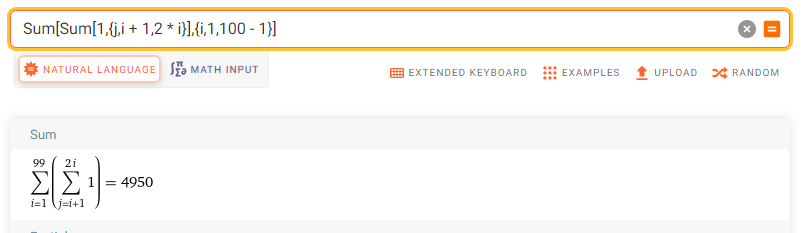 Sum[Sum[1,{j,i + 1,2 * i}],{i,1,100 - 1}]
NATURAL LANGUAGE MATH INPUT EXTENDED KEYBOARD EXAMPLES UPLOAD RANDOM
Sum
99 2 i
∑ ( ∑ 1 ) = 4950
i=1 j=i+1